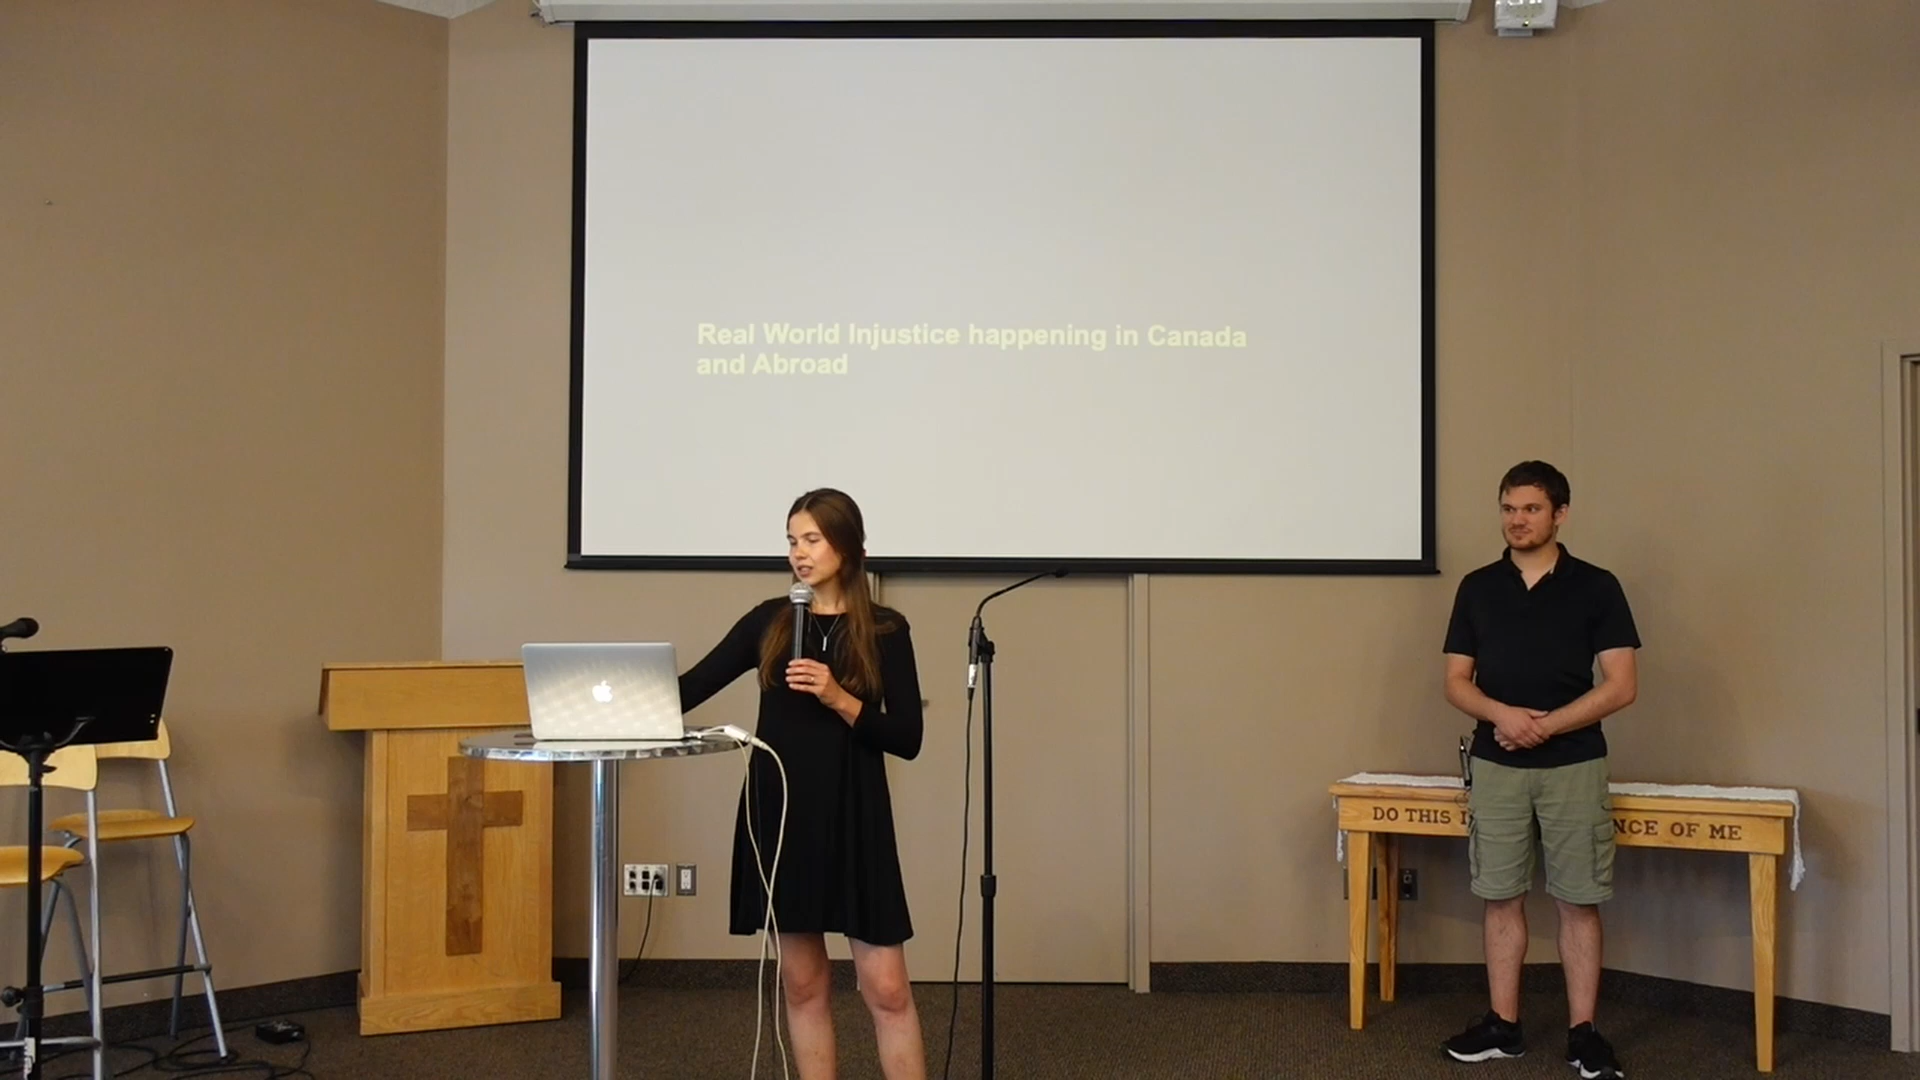 Real World Injustice happening in Canada
and Abroad
DO THIS I
NCE OF ME